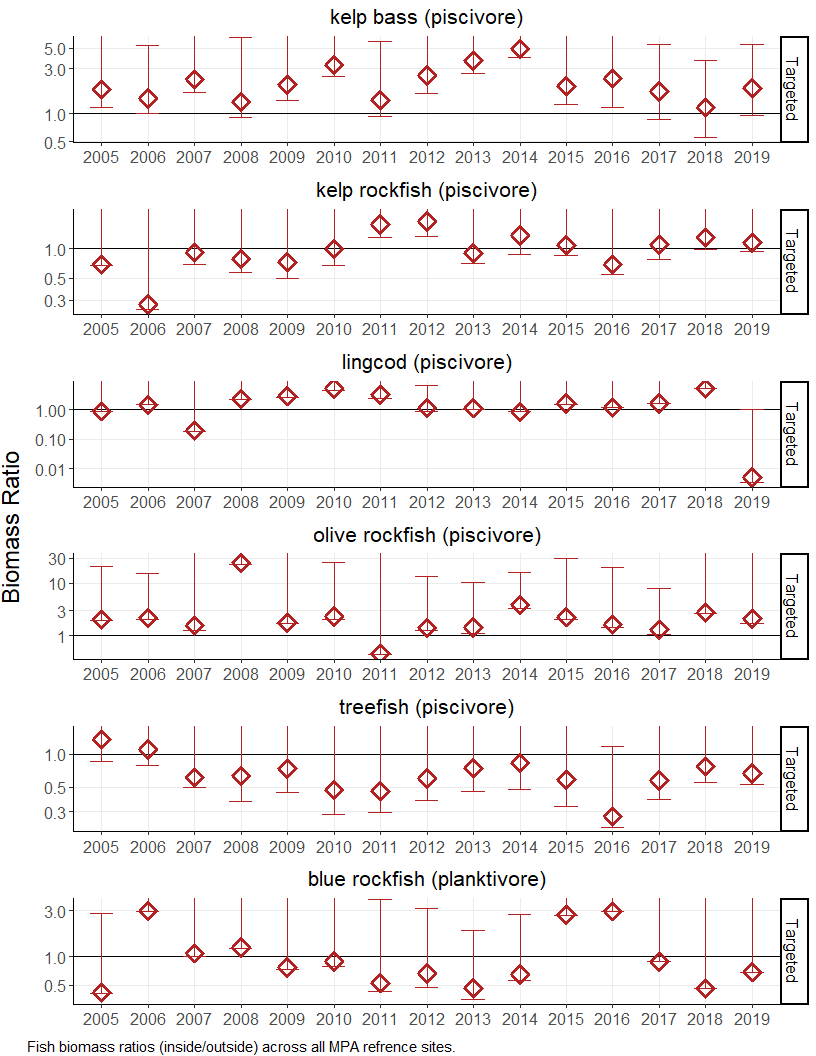 kelp bass (piscivore)
5.0
3.0
1.0
0.5
Targeted
2005 2006 2007 2008 2009 2010 2011 2012 2013 2014 2015 2016 2017 2018 2019
kelp rockfish (piscivore)
1.0
0.5
0.3
Targeted
2005 2006 2007 2008 2009 2010 2011 2012 2013 2014 2015 2016 2017 2018 2019
lingcod (piscivore)
1.00
0.10
0.01
Targeted
2005 2006 2007 2008 2009 2010 2011 2012 2013 2014 2015 2016 2017 2018 2019
Biomass Ratio
olive rockfish (piscivore)
30
10
3
1
Targeted
2005 2006 2007 2008 2009 2010 2011 2012 2013 2014 2015 2016 2017 2018 2019
treefish (piscivore)
1.0
0.5
0.3
Targeted
2005 2006 2007 2008 2009 2010 2011 2012 2013 2014 2015 2016 2017 2018 2019
blue rockfish (planktivore)
3.0
1.0
0.5
Targeted
2005 2006 2007 2008 2009 2010 2011 2012 2013 2014 2015 2016 2017 2018 2019
Fish biomass ratios (inside/outside) across all MPA refrence sites.